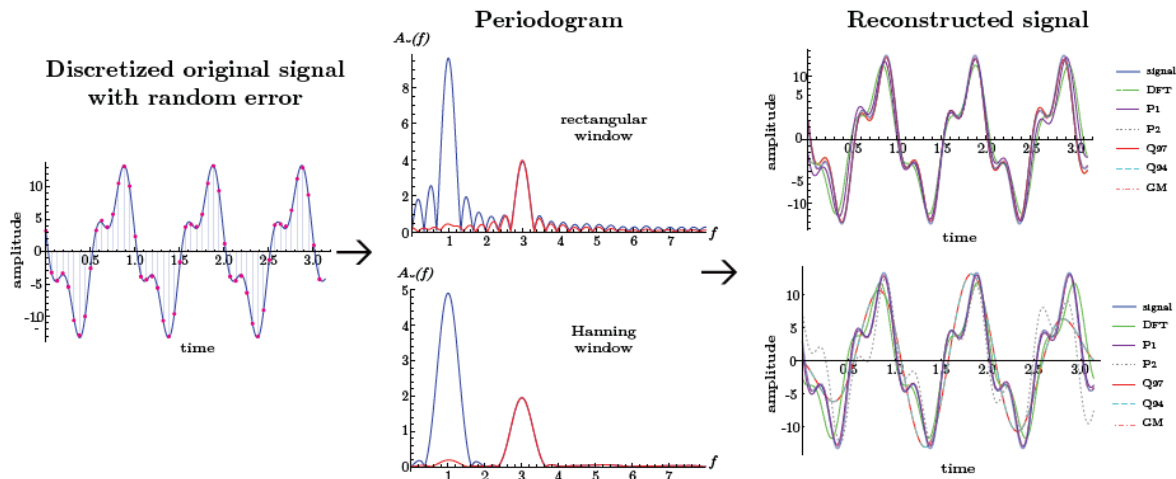 Discretized original signal
with random error
amplitude
10
5
0
-5
-10
0.5
1.0
1.5
2.0
2.5
3.0
time
Periodogram
A_w(f)
8
6
4
2
0
1
2
3
4
5
6
7
f
rectangular
window
A_w(f)
5
4
3
2
1
0
1
2
3
4
5
6
7
f
Hanning
window
Reconstructed signal
amplitude
10
5
0
-5
-10
0.5
1.0
1.5
2.0
2.5
3.0
time
signal
DFT
P1
P2
Q97
Q94
GM
amplitude
10
5
0
-5
-10
0.5
1.0
1.5
2.0
2.5
3.0
time
signal
DFT
P1
P2
Q97
Q94
GM